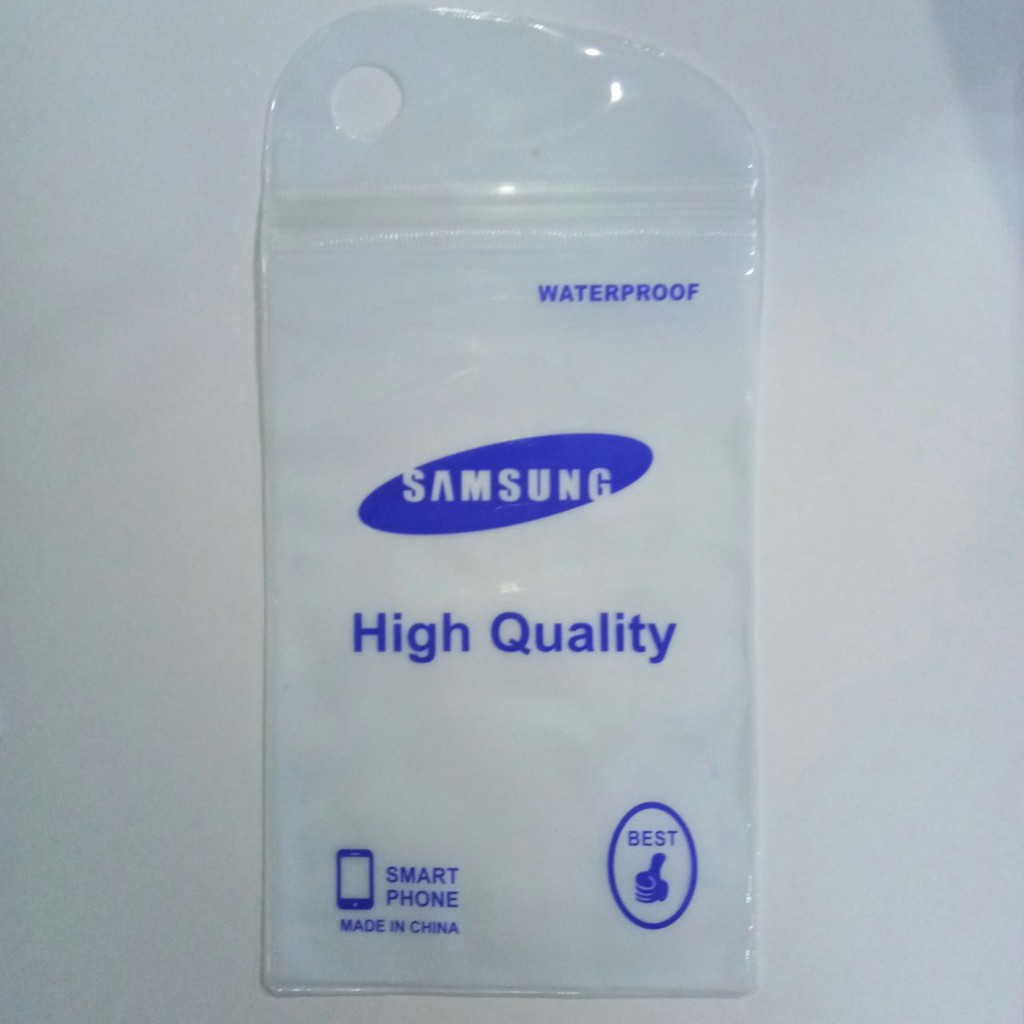 WATERPROOF
SAMSUNG
High Quality
BEST
SMART
PHONE
MADE IN CHINA